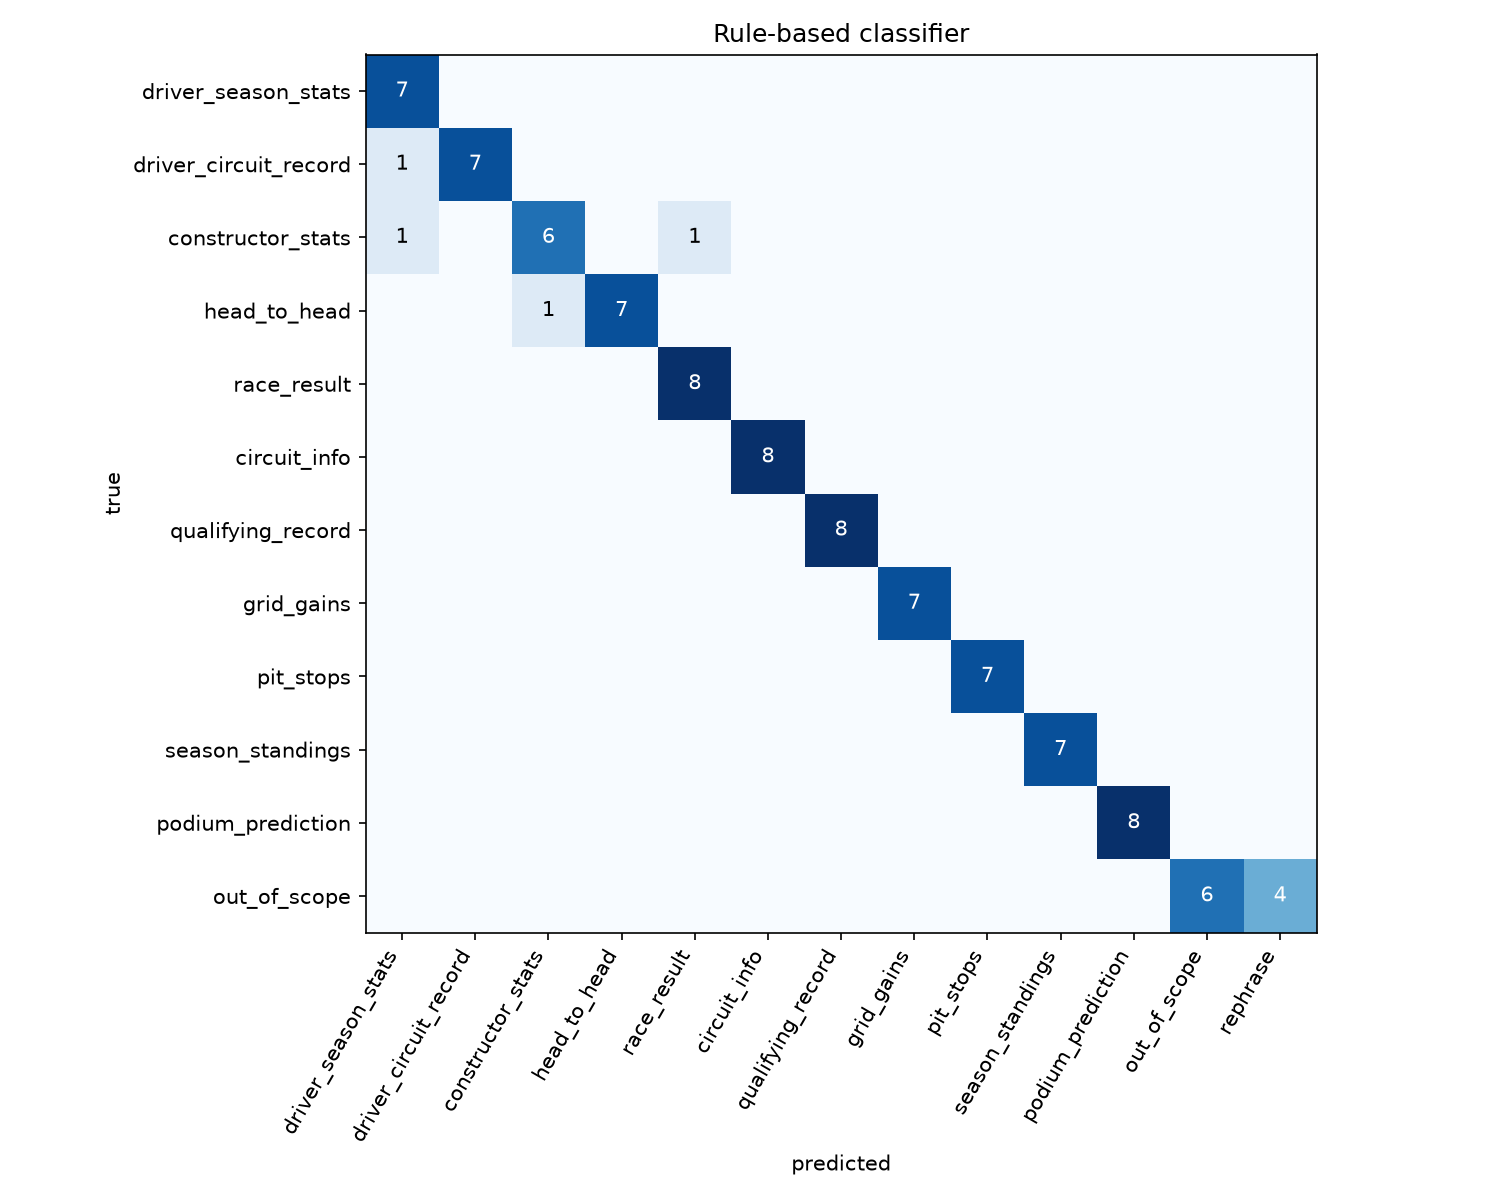 Rule-based classifier
driver_season_stats 7
driver_circuit_record 1 7
constructor_stats 1 6 1
head_to_head 1 7
race_result 8
circuit_info 8
qualifying_record 8
grid_gains 7
pit_stops 7
season_standings 7
podium_prediction 8
out_of_scope 6 4
true
driver_season_stats
driver_circuit_record
constructor_stats
head_to_head
race_result
circuit_info
qualifying_record
grid_gains
pit_stops
season_standings
podium_prediction
out_of_scope
rephrase
predicted